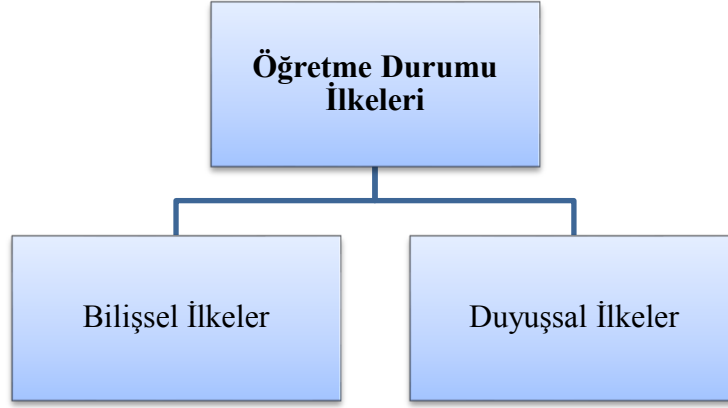 Öğretme Durumu
İlkeleri
Bilişsel İlkeler
Duyuşsal İlkeler